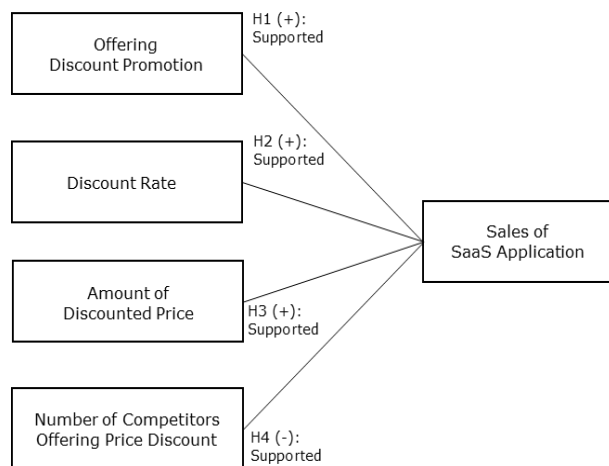 Offering
Discount Promotion
H1 (+):
Supported
Discount Rate
H2 (+):
Supported
Amount of
Discounted Price
H3 (+):
Supported
Number of Competitors
Offering Price Discount
H4 (-):
Supported
Sales of
SaaS Application